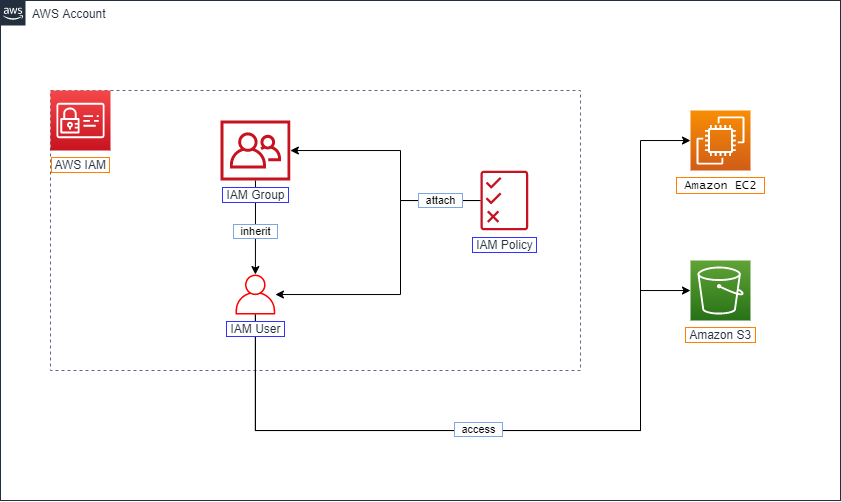 aws
AWS Account
AWS IAM
IAM Group
attach
inherit
IAM Policy
IAM User
access
Amazon EC2
Amazon S3